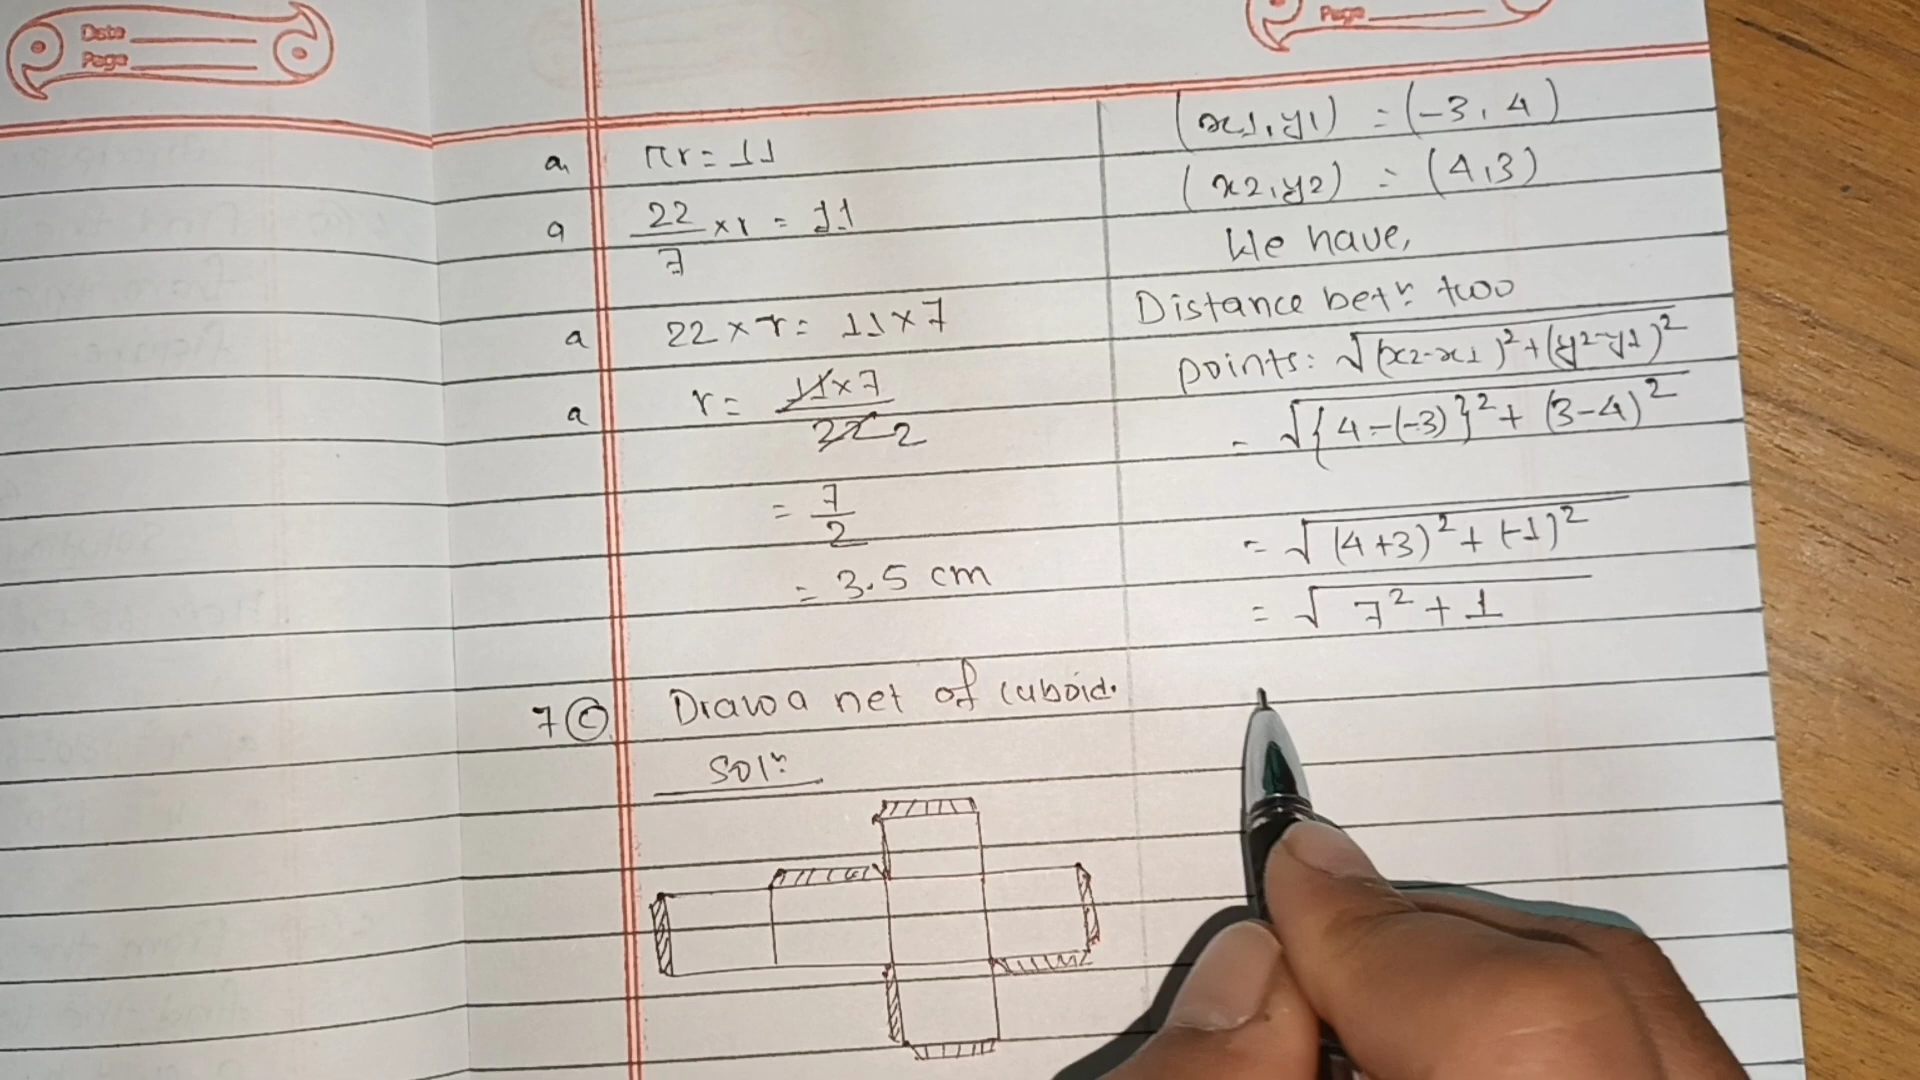 Date
Page
Page
a, πr = 11
a 22/7 × r = 11
a 22 × r = 11 × 7
a r = 11×7/22 2
= 7/2
= 3.5 cm
7 (C) Draw a net of cuboid.
Solⁿ
(x1, y1) = (-3, 4)
(x2, y2) = (4,3)
We have,
Distance betⁿ two
points: √(x2-x1)²+(y2-y1)²
= √{4-(-3)}²+(3-4)²
= √(4+3)²+(-1)²
= √7²+1